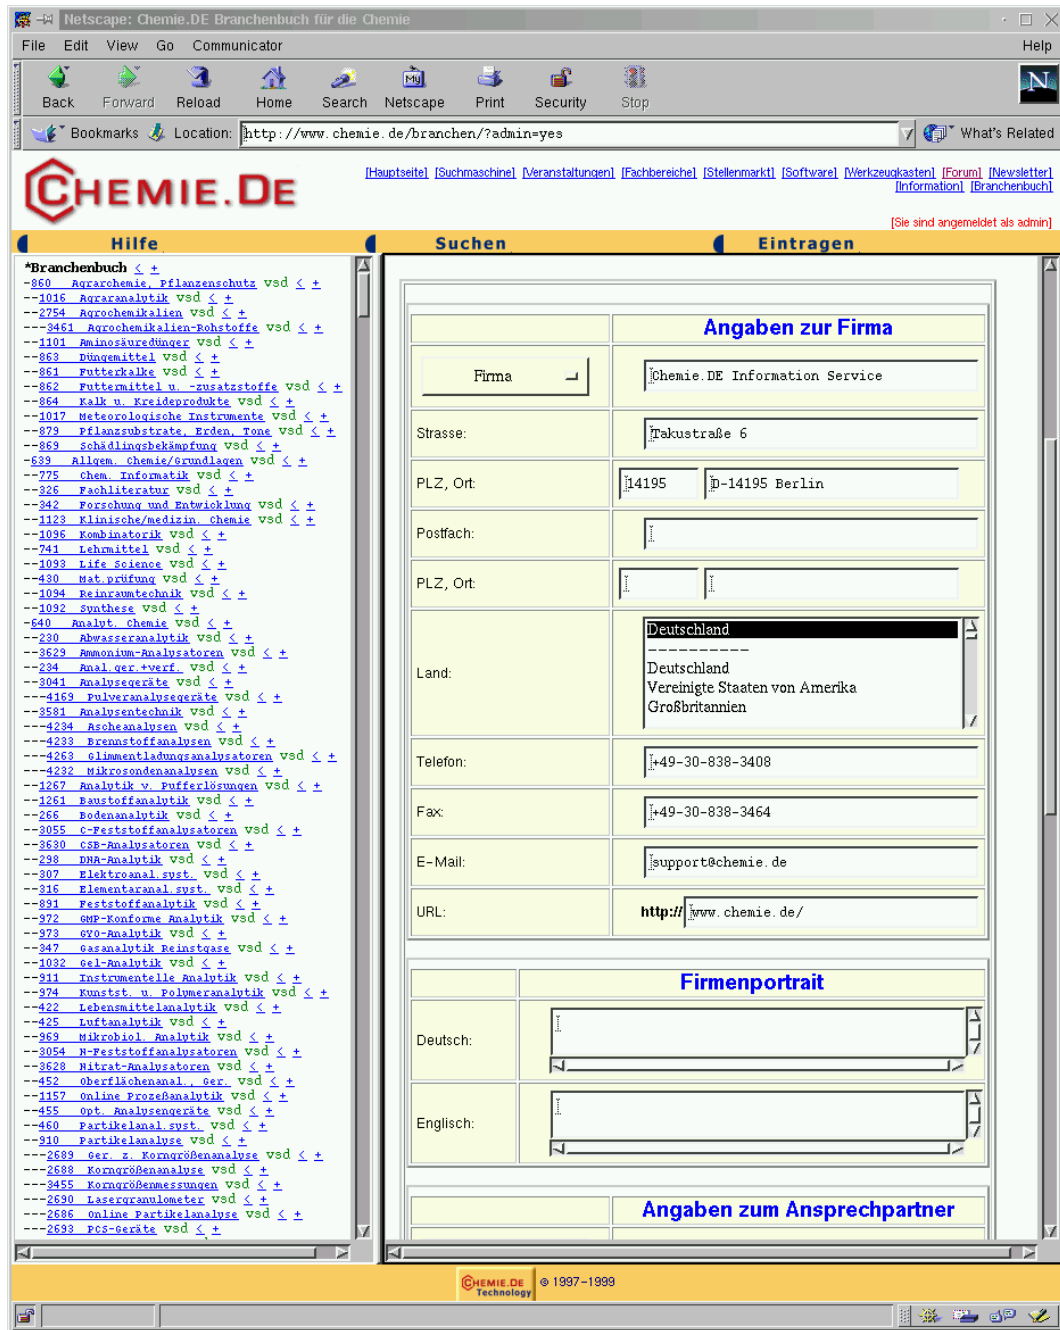 Netscape: Chemie.DE Branchenbuch für die Chemie
File Edit View Go Communicator Help
Back Forward Reload Home Search Netscape Print Security Stop
Bookmarks Location: http://www.chemie.de/branchen/?admin=yes What's Related
CHEMIE.DE
[Hauptseite] [Suchmaschine] [Veranstaltungen] [Fachbereiche] [Stellenmarkt] [Software] [Werkzeugkasten] [Forum] [Newsletter]
[Information] [Branchenbuch]
[Sie sind angemeldet als admin]
Hilfe Suchen Eintragen
*Branchenbuch < +
-860 Agrarchemie, Pflanzenschutz vsd < +
--1016 Agraranalytik vsd < +
--2754 Agrochemikalien vsd < +
---3461 Agrochemikalien-Rohstoffe vsd < +
--1101 Aminosäuredünger vsd < +
--863 Düngemittel vsd < +
--861 Futterkalke vsd < +
--862 Futtermittel u. -zusatzstoffe vsd < +
--864 Kalk u. Kreideprodukte vsd < +
--1017 Meteorologische Instrumente vsd < +
--879 Pflanzsubstrate, Erden, Tone vsd < +
--869 Schädlingsbekämpfung vsd < +
-639 Allgem. Chemie/Grundlagen vsd < +
--775 Chem. Informatik vsd < +
--326 Fachliteratur vsd < +
--342 Forschung und Entwicklung vsd < +
--1123 Klinische/medizin. Chemie vsd < +
--1096 Kombinatorik vsd < +
--741 Lehrmittel vsd < +
--1093 Life Science vsd < +
--430 Mat.prüfung vsd < +
--1094 Reinraumtechnik vsd < +
--1092 Synthese vsd < +
-640 Analyt. Chemie vsd < +
--230 Abwasseranalytik vsd < +
--3629 Ammonium-Analysatoren vsd < +
--234 Anal.ger.+verf. vsd < +
--3041 Analysegeräte vsd < +
---4169 Pulveranalysegeräte vsd < +
--3581 Analysentechnik vsd < +
---4234 Ascheanalysen vsd < +
---4233 Brennstoffanalysen vsd < +
---4263 Glimmentladungsanalysatoren vsd < +
---4232 Mikrosondenanalysen vsd < +
--1267 Analytik v. Pufferlösungen vsd < +
--1261 Baustoffanalytik vsd < +
--266 Bodenanalytik vsd < +
--3055 C-Feststoffanalysatoren vsd < +
--3630 CSB-Analysatoren vsd < +
--298 DNA-Analytik vsd < +
--307 Elektroanal.syst. vsd < +
--316 Elementaranal.syst. vsd < +
--891 Feststoffanalytik vsd < +
--972 GMP-Konforme Analytik vsd < +
--973 GYO-Analytik vsd < +
--347 Gasanalytik Reinstgase vsd < +
--1032 Gel-Analytik vsd < +
--911 Instrumentelle Analytik vsd < +
--974 Kunstst. u. Polymeranalytik vsd < +
--422 Lebensmittelanalytik vsd < +
--425 Luftanalytik vsd < +
--969 Mikrobiol. Analytik vsd < +
--3054 N-Feststoffanalysatoren vsd < +
--3628 Nitrat-Analysatoren vsd < +
--452 Oberflächenanal., Ger. vsd < +
--1157 Online Prozeßanalytik vsd < +
--455 Opt. Analysengeräte vsd < +
--460 Partikelanal.syst. vsd < +
--910 Partikelanalyse vsd < +
---2689 Ger. z. Korngrößenanalyse vsd < +
---2688 Korngrößenanalyse vsd < +
---3455 Korngrößenmessungen vsd < +
---2690 Lasergranulometer vsd < +
---2686 Online Partikelanalyse vsd < +
---2693 PCS-Geräte vsd < +
Angaben zur Firma
Firma Chemie.DE Information Service
Strasse: Takustraße 6
PLZ, Ort: 14195 D-14195 Berlin
Postfach:
PLZ, Ort:
Deutschland
----------
Land: Deutschland
Vereinigte Staaten von Amerika
Großbritannien
Telefon: +49-30-838-3408
Fax: +49-30-838-3464
E-Mail: support@chemie.de
URL: http:// www.chemie.de/
Firmenportrait
Deutsch:
Englisch:
Angaben zum Ansprechpartner
CHEMIE.DE Technology © 1997-1999